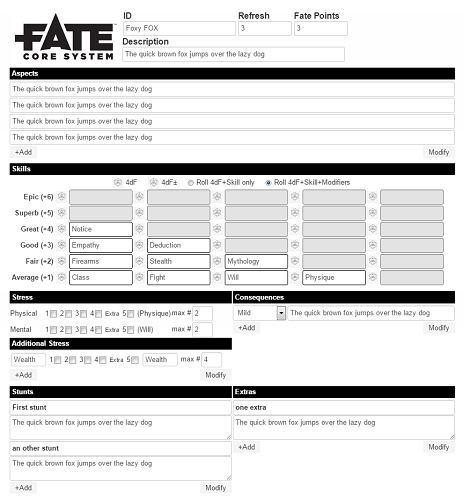 FATE
CORE SYSTEM
ID Refresh Fate Points
Foxy FOX 3 3
Description
The quick brown fox jumps over the lazy dog
Aspects
The quick brown fox jumps over the lazy dog
The quick brown fox jumps over the lazy dog
The quick brown fox jumps over the lazy dog
The quick brown fox jumps over the lazy dog
+Add Modify
Skills
4dF 4dF± Roll 4dF+Skill only Roll 4dF+Skill+Modifiers
Epic (+6)
Superb (+5)
Great (+4) Notice
Good (+3) Empathy Deduction
Fair (+2) Firearms Stealth Mythology
Average (+1) Class Fight Will Physique
Stress Consequences
Physical 1 2 3 4 Extra 5 (Physique) max # 2 Mild The quick brown fox jumps over the lazy dog
Mental 1 2 3 4 Extra 5 (Will) max # 2 +Add Modify
Additional Stress
Wealth 1 2 3 4 Extra 5 Wealth max # 4
+Add Modify
Stunts Extras
First stunt one extra
The quick brown fox jumps over the lazy dog The quick brown fox jumps over the lazy dog
an other stunt +Add Modify
The quick brown fox jumps over the lazy dog
+Add Modify